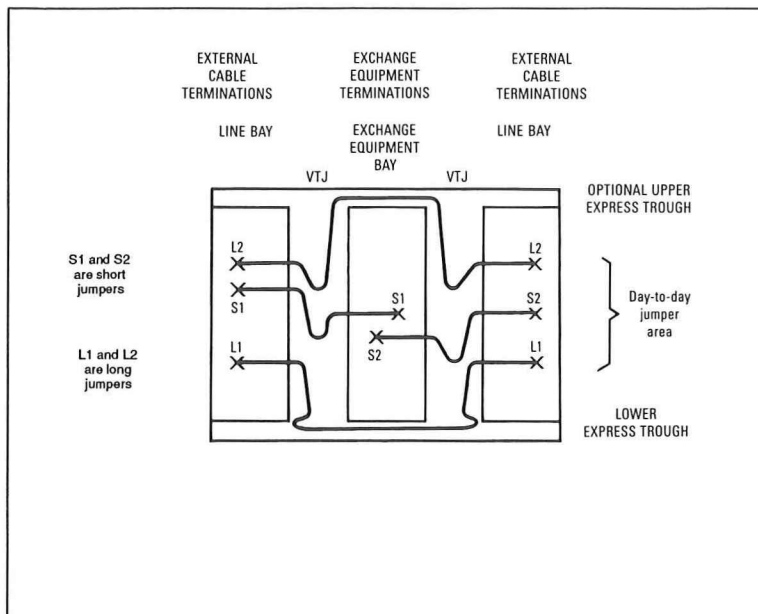 EXTERNAL
CABLE
TERMINATIONS
EXCHANGE
EQUIPMENT
TERMINATIONS
EXTERNAL
CABLE
TERMINATIONS
LINE BAY
EXCHANGE
EQUIPMENT
BAY
LINE BAY
VTJ
VTJ
OPTIONAL UPPER
EXPRESS TROUGH
S1 and S2
are short
jumpers
L2
L2
S1
S1
S2
Day-to-day
jumper
area
L1 and L2
are long
jumpers
L1
S2
L1
LOWER
EXPRESS TROUGH